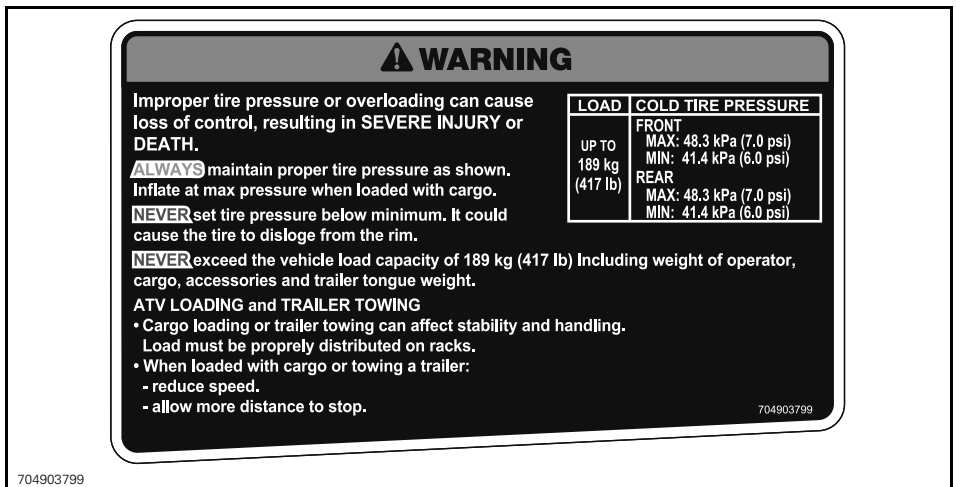 WARNING
Improper tire pressure or overloading can cause
loss of control, resulting in SEVERE INJURY or
DEATH.
ALWAYS maintain proper tire pressure as shown.
Inflate at max pressure when loaded with cargo.
NEVER set tire pressure below minimum. It could
cause the tire to disloge from the rim.
NEVER exceed the vehicle load capacity of 189 kg (417 lb) Including weight of operator,
cargo, accessories and trailer tongue weight.
ATV LOADING and TRAILER TOWING
• Cargo loading or trailer towing can affect stability and handling.
Load must be proprely distributed on racks.
• When loaded with cargo or towing a trailer:
- reduce speed.
- allow more distance to stop.
LOAD COLD TIRE PRESSURE
UP TO
189 kg
(417 lb)
FRONT
MAX: 48.3 kPa (7.0 psi)
MIN: 41.4 kPa (6.0 psi)
REAR
MAX: 48.3 kPa (7.0 psi)
MIN: 41.4 kPa (6.0 psi)
704903799
704903799